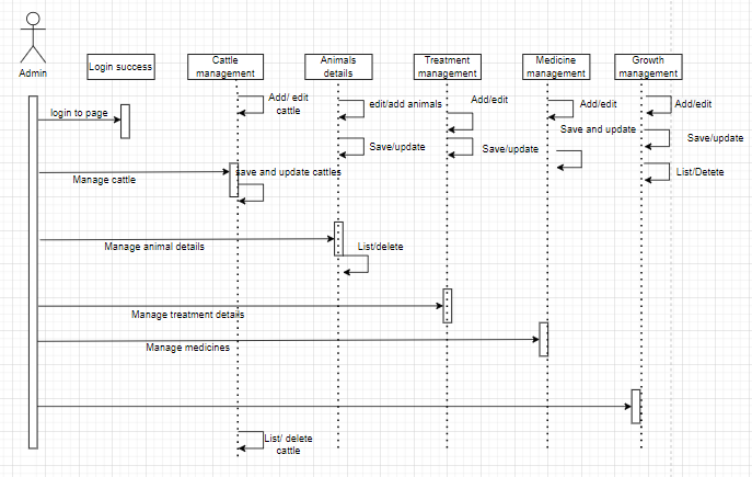 Admin
Login success
Cattle
management
Animals
details
Treatment
management
Medicine
management
Growth
management
Add/ edit
cattle
edit/add animals
Add/edit
Add/edit
Add/edit
login to page
Save/update
Save/update
Save and update
Save/update
Manage cattle
save and update cattles
List/Detete
Manage animal details
List/delete
Manage treatment details
Manage medicines
List/ delete
cattle